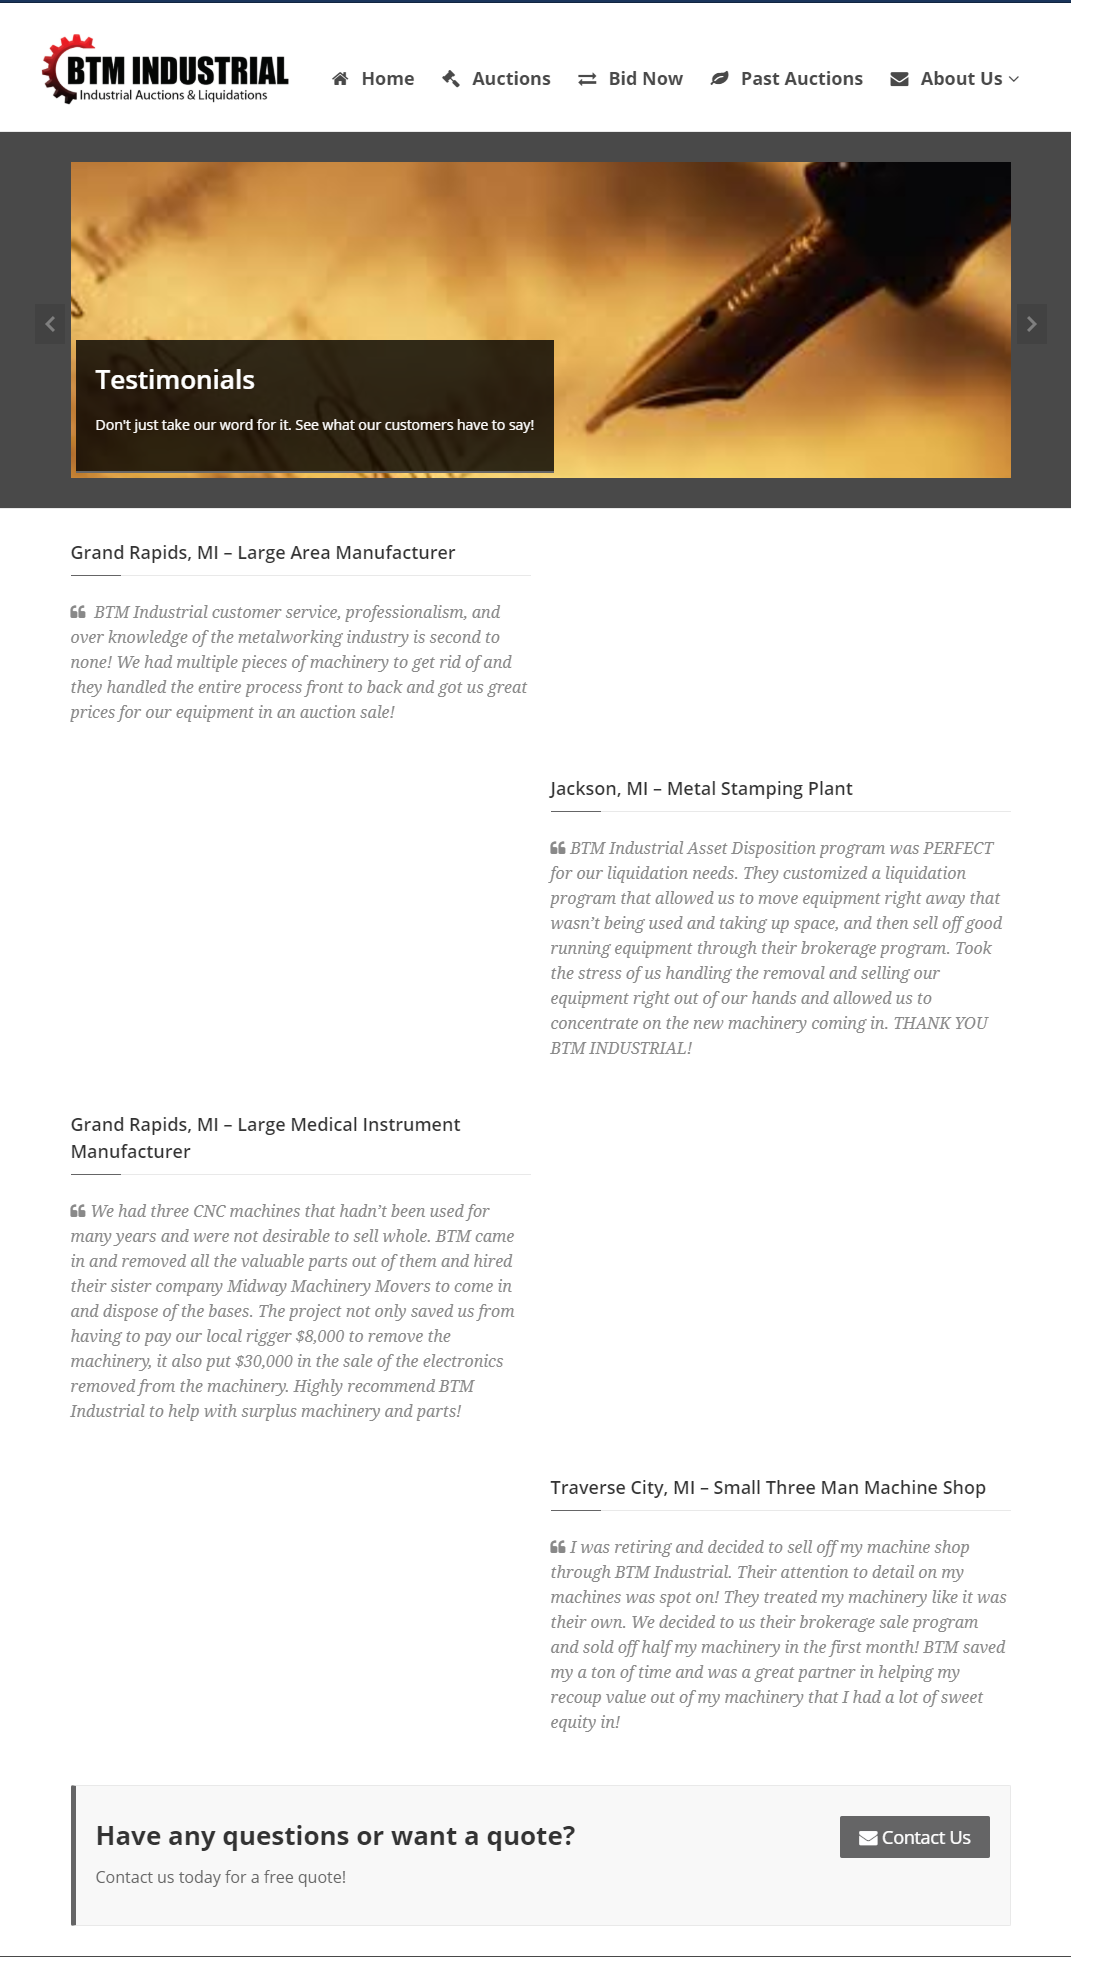 BTM INDUSTRIAL
Industrial Auctions & Liquidations
Home Auctions Bid Now Past Auctions About Us
Testimonials
Don't just take our word for it. See what our customers have to say!
Grand Rapids, MI – Large Area Manufacturer
BTM Industrial customer service, professionalism, and
over knowledge of the metalworking industry is second to
none! We had multiple pieces of machinery to get rid of and
they handled the entire process front to back and got us great
prices for our equipment in an auction sale!
Jackson, MI – Metal Stamping Plant
BTM Industrial Asset Disposition program was PERFECT
for our liquidation needs. They customized a liquidation
program that allowed us to move equipment right away that
wasn’t being used and taking up space, and then sell off good
running equipment through their brokerage program. Took
the stress of us handling the removal and selling our
equipment right out of our hands and allowed us to
concentrate on the new machinery coming in. THANK YOU
BTM INDUSTRIAL!
Grand Rapids, MI – Large Medical Instrument
Manufacturer
We had three CNC machines that hadn’t been used for
many years and were not desirable to sell whole. BTM came
in and removed all the valuable parts out of them and hired
their sister company Midway Machinery Movers to come in
and dispose of the bases. The project not only saved us from
having to pay our local rigger $8,000 to remove the
machinery, it also put $30,000 in the sale of the electronics
removed from the machinery. Highly recommend BTM
Industrial to help with surplus machinery and parts!
Traverse City, MI – Small Three Man Machine Shop
I was retiring and decided to sell off my machine shop
through BTM Industrial. Their attention to detail on my
machines was spot on! They treated my machinery like it was
their own. We decided to us their brokerage sale program
and sold off half my machinery in the first month! BTM saved
my a ton of time and was a great partner in helping my
recoup value out of my machinery that I had a lot of sweet
equity in!
Have any questions or want a quote?
Contact Us
Contact us today for a free quote!